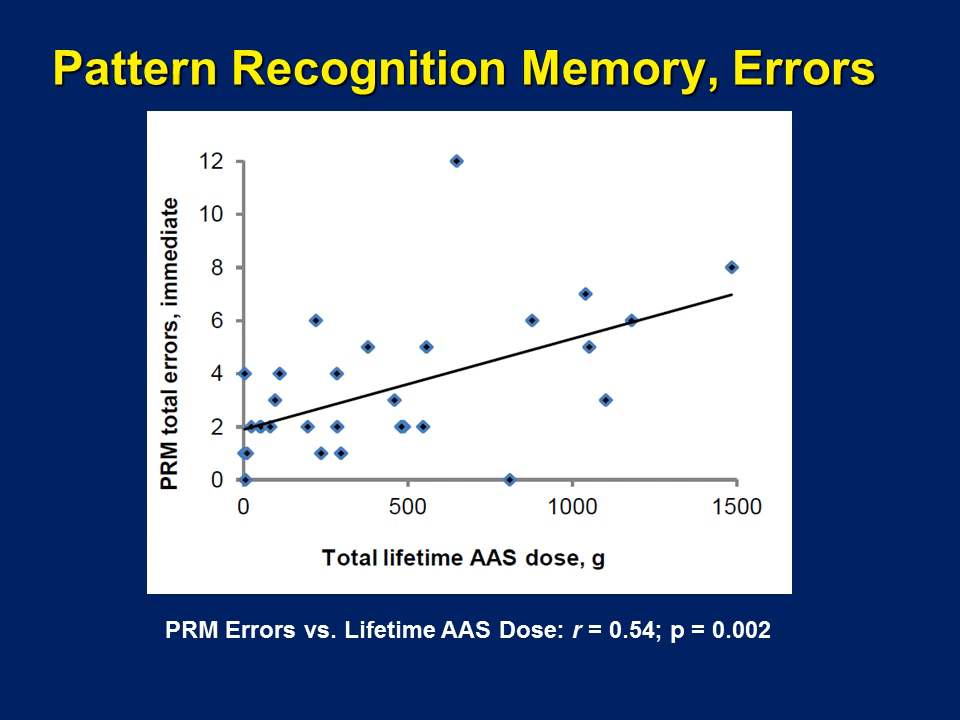 Pattern Recognition Memory, Errors
PRM total errors, immediate
12
10
8
6
4
2
0
0 500 1000 1500
Total lifetime AAS dose, g
PRM Errors vs. Lifetime AAS Dose: r = 0.54; p = 0.002